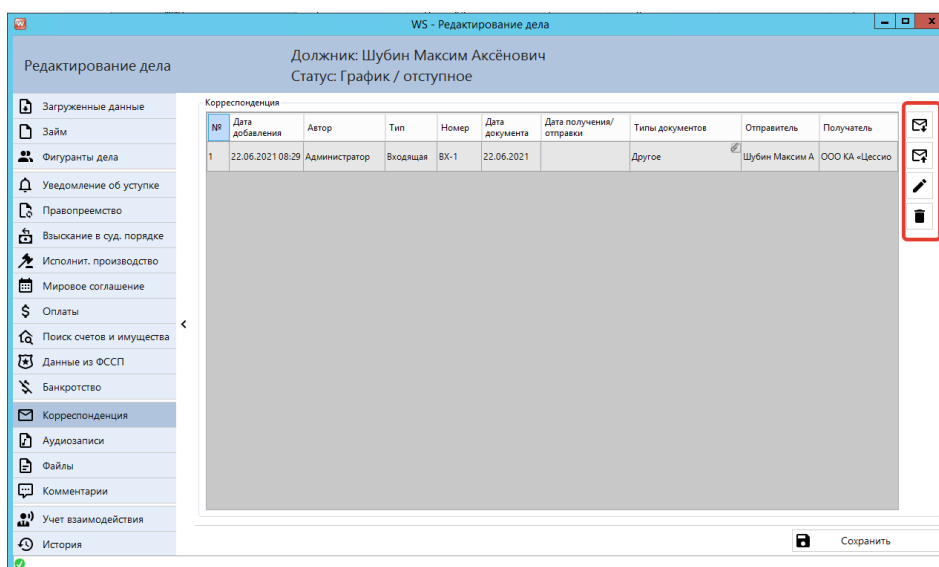 WS - Редактирование дела
Редактирование дела
Должник: Шубин Максим Аксёнович
Статус: График / отступное
Загруженные данные
Займ
Фигуранты дела
Уведомление об уступке
Правопреемство
Взыскание в суд. порядке
Исполнит. производство
Мировое соглашение
Оплаты
Поиск счетов и имущества
Данные из ФССП
Банкротство
Корреспонденция
Аудиозаписи
Файлы
Комментарии
Учет взаимодействия
История
Корреспонденция
№ Дата добавления Автор Тип Номер Дата документа Дата получения/ отправки Типы документов Отправитель Получатель
1 22.06.2021 08:29 Администратор Входящая ВХ-1 22.06.2021 Другое Шубин Максим А ООО КА «Цессио
Сохранить